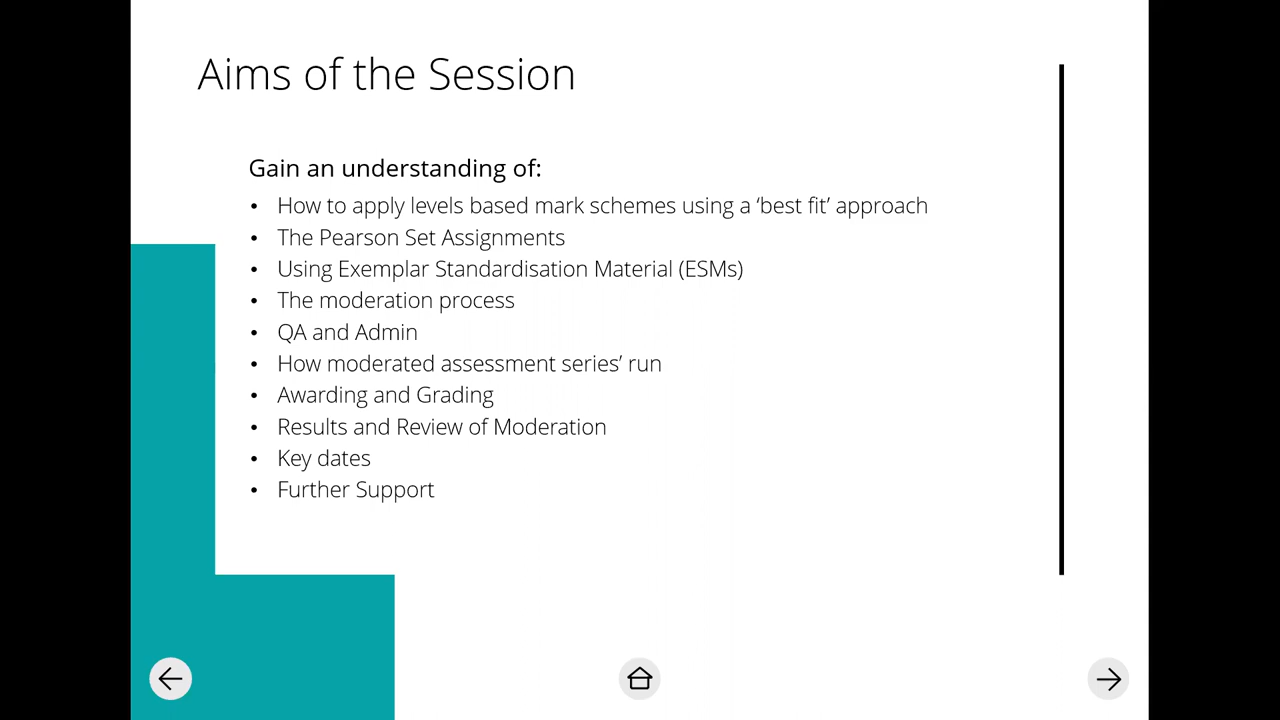 Aims of the Session
Gain an understanding of:
• How to apply levels based mark schemes using a ‘best fit’ approach
• The Pearson Set Assignments
• Using Exemplar Standardisation Material (ESMs)
• The moderation process
• QA and Admin
• How moderated assessment series’ run
• Awarding and Grading
• Results and Review of Moderation
• Key dates
• Further Support